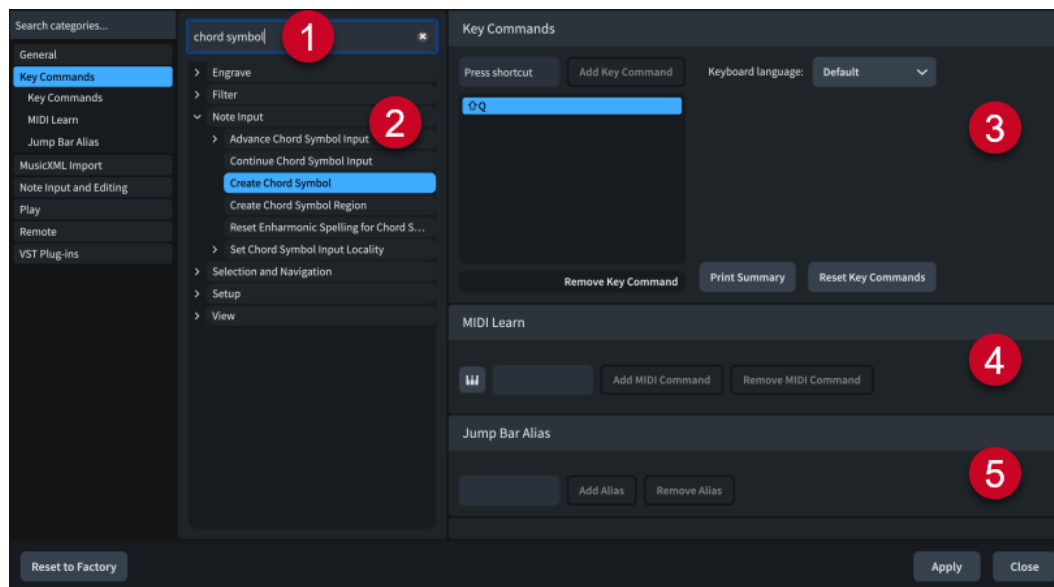 Search categories...
General
Key Commands
Key Commands
MIDI Learn
Jump Bar Alias
MusicXML Import
Note Input and Editing
Play
Remote
VST Plug-ins
chord symbol
1
> Engrave
> Filter
Note Input
2
> Advance Chord Symbol Input
Continue Chord Symbol Input
Create Chord Symbol
Create Chord Symbol Region
Reset Enharmonic Spelling for Chord S...
> Set Chord Symbol Input Locality
> Selection and Navigation
> Setup
> View
Key Commands
Press shortcut Add Key Command Keyboard language: Default
⇧Q
3
Remove Key Command Print Summary Reset Key Commands
MIDI Learn
4
Add MIDI Command Remove MIDI Command
Jump Bar Alias
5
Add Alias Remove Alias
Reset to Factory Apply Close